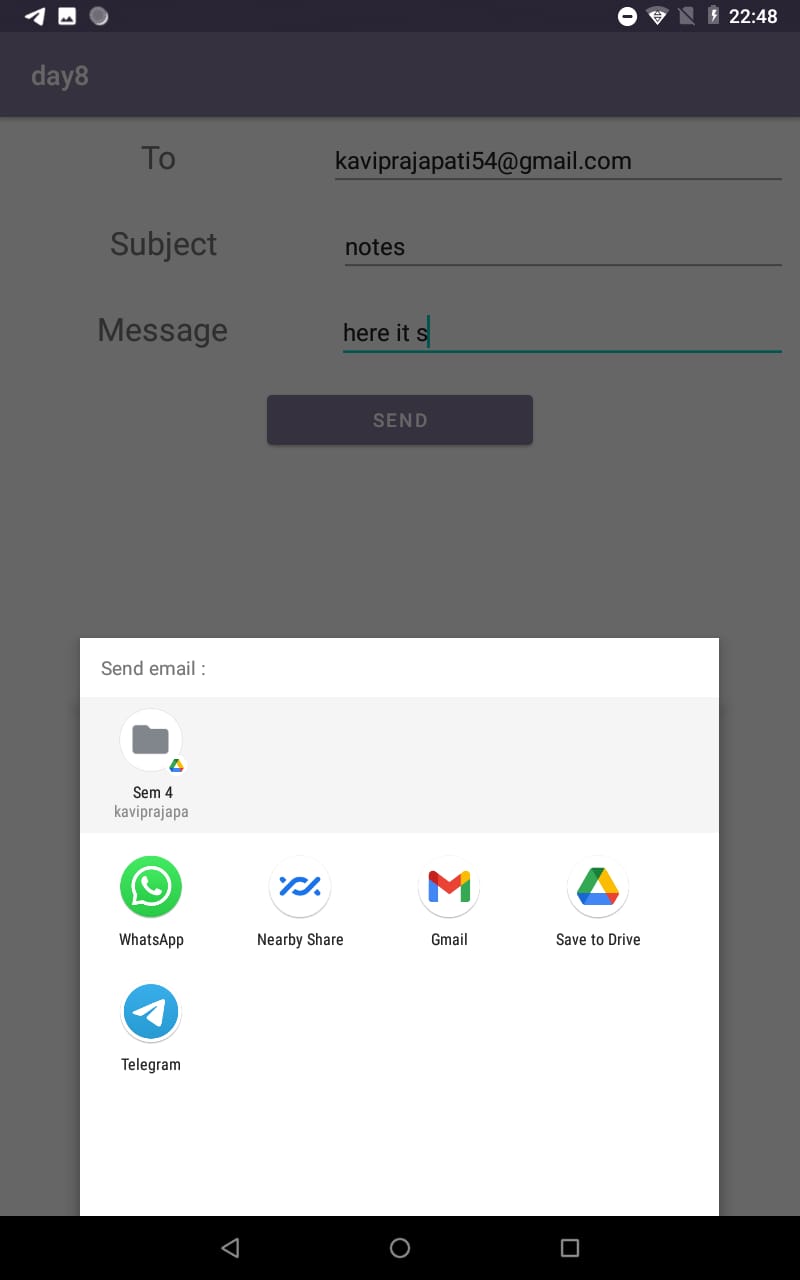 22:48
day8
To
kaviprajapati54@gmail.com
Subject
notes
Message
here it s
SEND
Send email :
Sem 4
kaviprajapa
WhatsApp
Nearby Share
Gmail
Save to Drive
Telegram